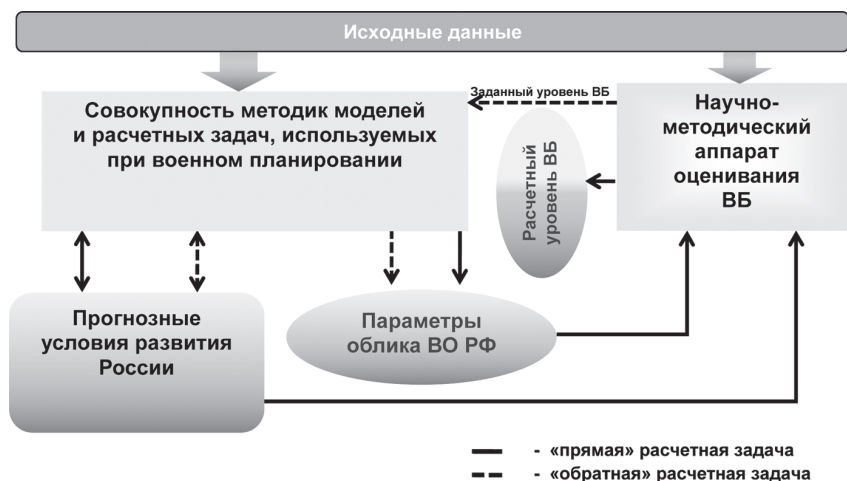 Исходные данные
Совокупность методик моделей
и расчетных задач, используемых
при военном планировании
Заданный уровень ВБ
Расчетный
уровень ВБ
Научно-
методический
аппарат
оценивания
ВБ
Прогнозные
условия развития
России
Параметры
облика ВО РФ
- «прямая» расчетная задача
- «обратная» расчетная задача